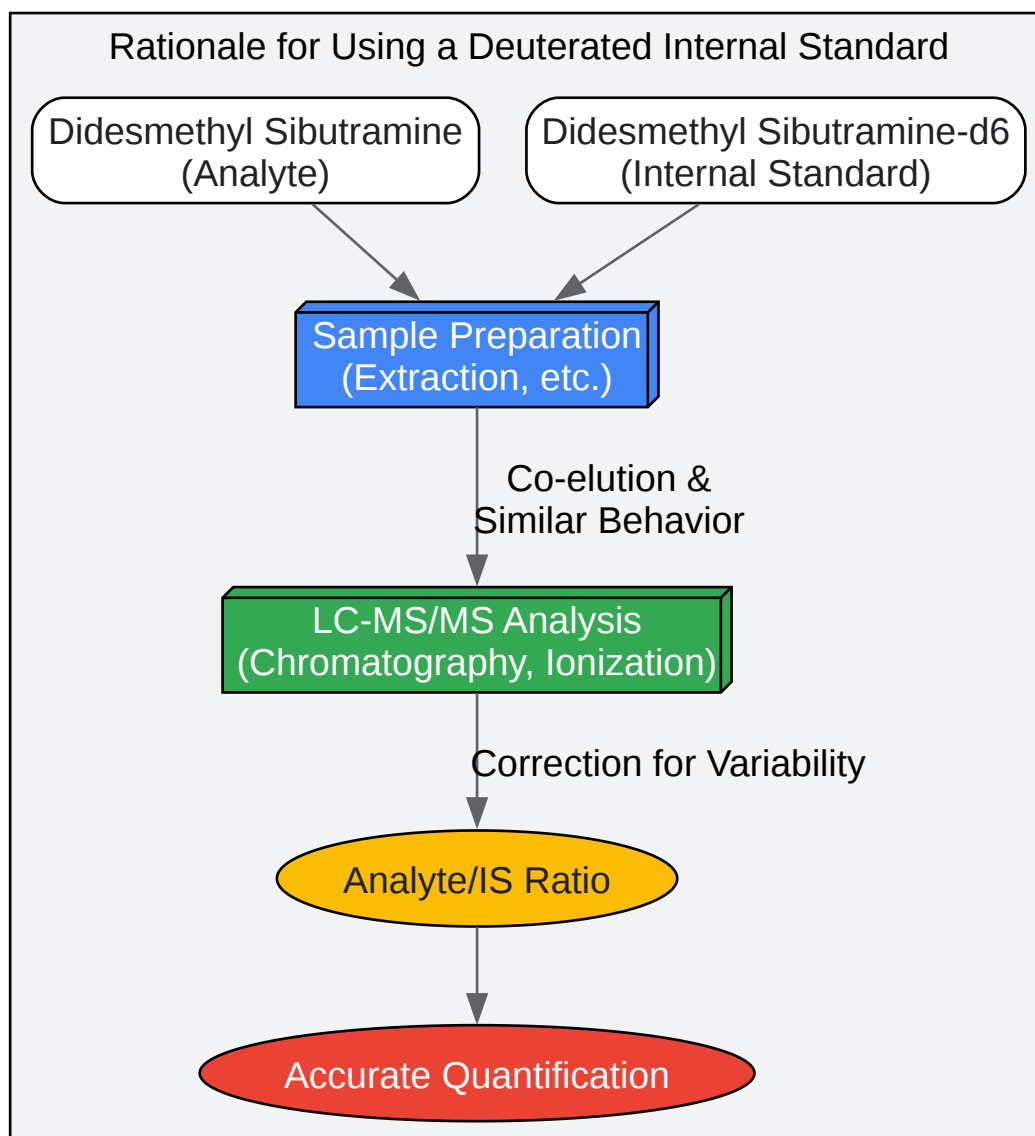 Rationale for Using a Deuterated Internal Standard
Didesmethyl Sibutramine
(Analyte)
Didesmethyl Sibutramine-d6
(Internal Standard)
Sample Preparation
(Extraction, etc.)
Co-elution &
Similar Behavior
LC-MS/MS Analysis
(Chromatography, Ionization)
Correction for Variability
Analyte/IS Ratio
Accurate Quantification